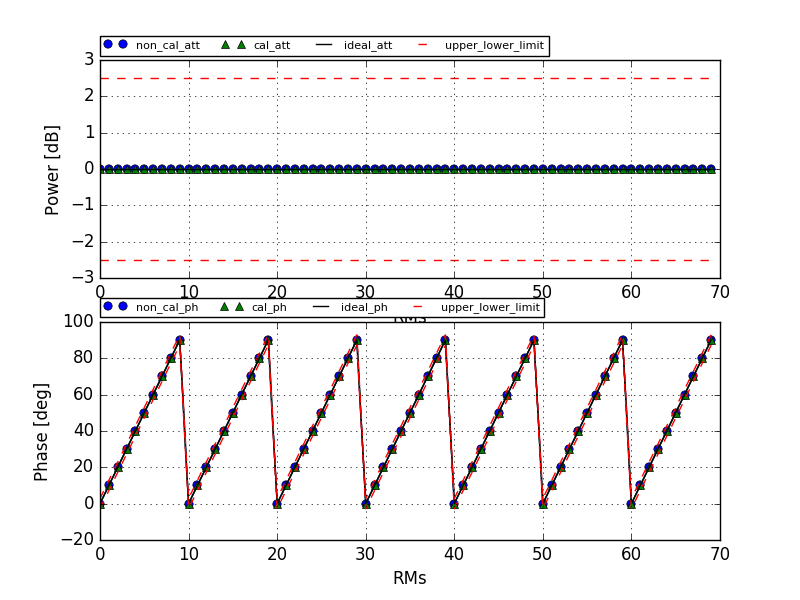 non_cal_att cal_att ideal_att upper_lower_limit
3
2
1
0
−1
−2
−3
Power [dB]
0 10 20 30 40 50 60 70
RMs
non_cal_ph cal_ph ideal_ph upper_lower_limit
100
80
60
40
20
0
−20
Phase [deg]
0 10 20 30 40 50 60 70
RMs